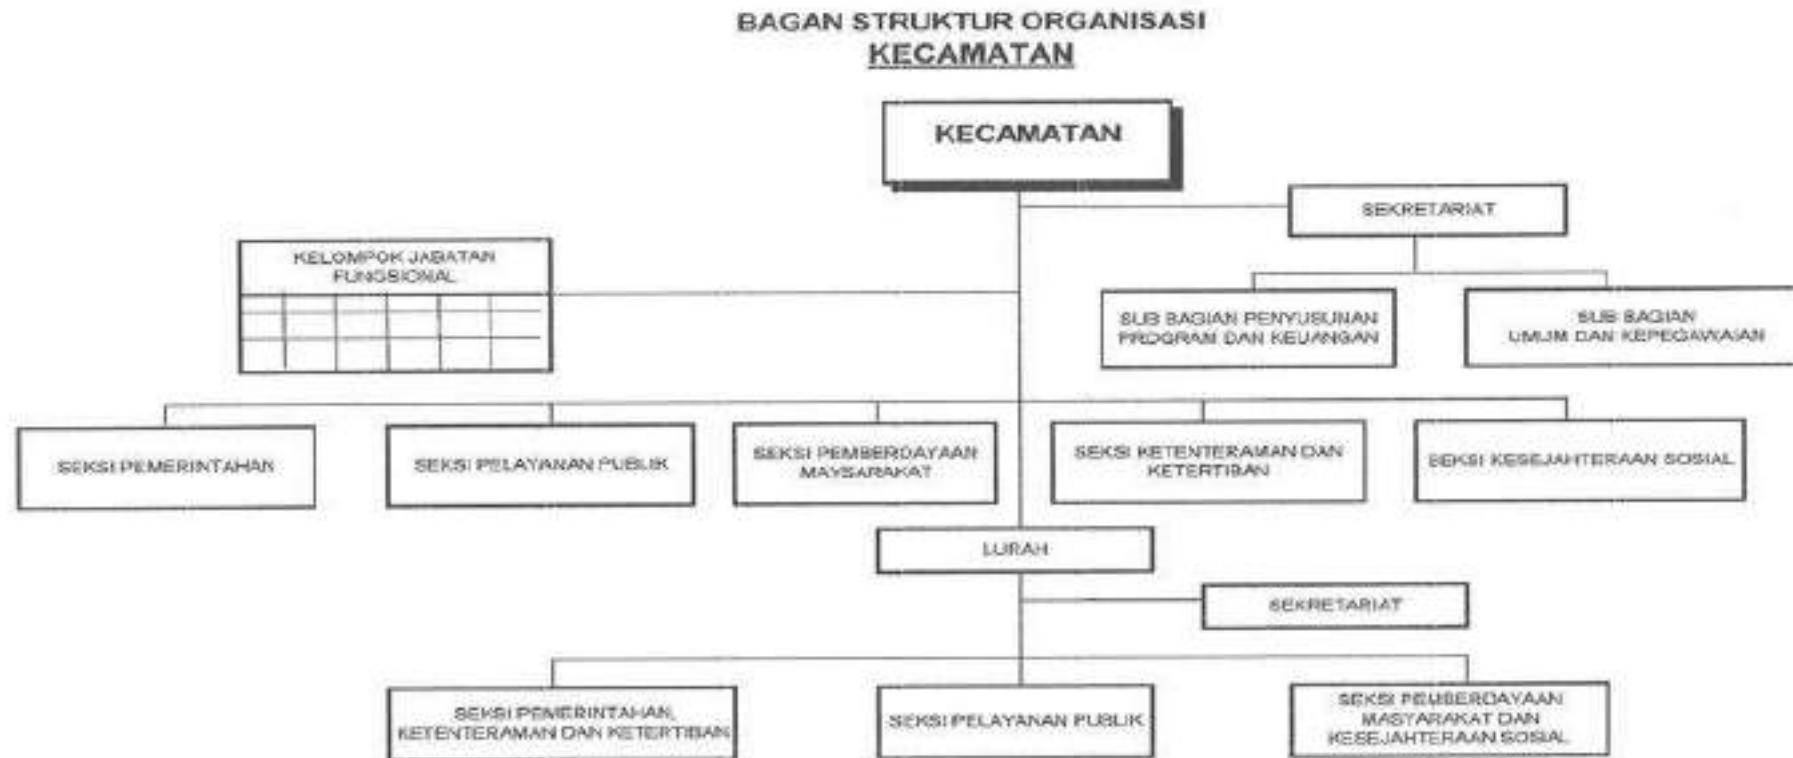 BAGAN STRUKTUR ORGANISASI
KECAMATAN
KECAMATAN
SEKRETARIAT
KELOMPOK JABATAN
FUNGSIONAL
SUB BAGIAN PENYUSUNAN
PROGRAM DAN KEUANGAN
SUB BAGIAN
UMUM DAN KEPEGAWAIAN
SEKSI PEMERINTAHAN
SEKSI PELAYANAN PUBLIK
SEKSI PEMBERDAYAAN
MAYSARAKAT
SEKSI KETENTERAMAN DAN
KETERTIBAN
SEKSI KESEJAHTERAAN SOSIAL
LURAH
SEKRETARIAT
SEKSI PEMERINTAHAN,
KETENTERAMAN DAN KETERTIBAN
SEKSI PELAYANAN PUBLIK
SEKSI PEMBERDAYAAN
MASYARAKAT DAN
KESEJAHTERAAN SOSIAL